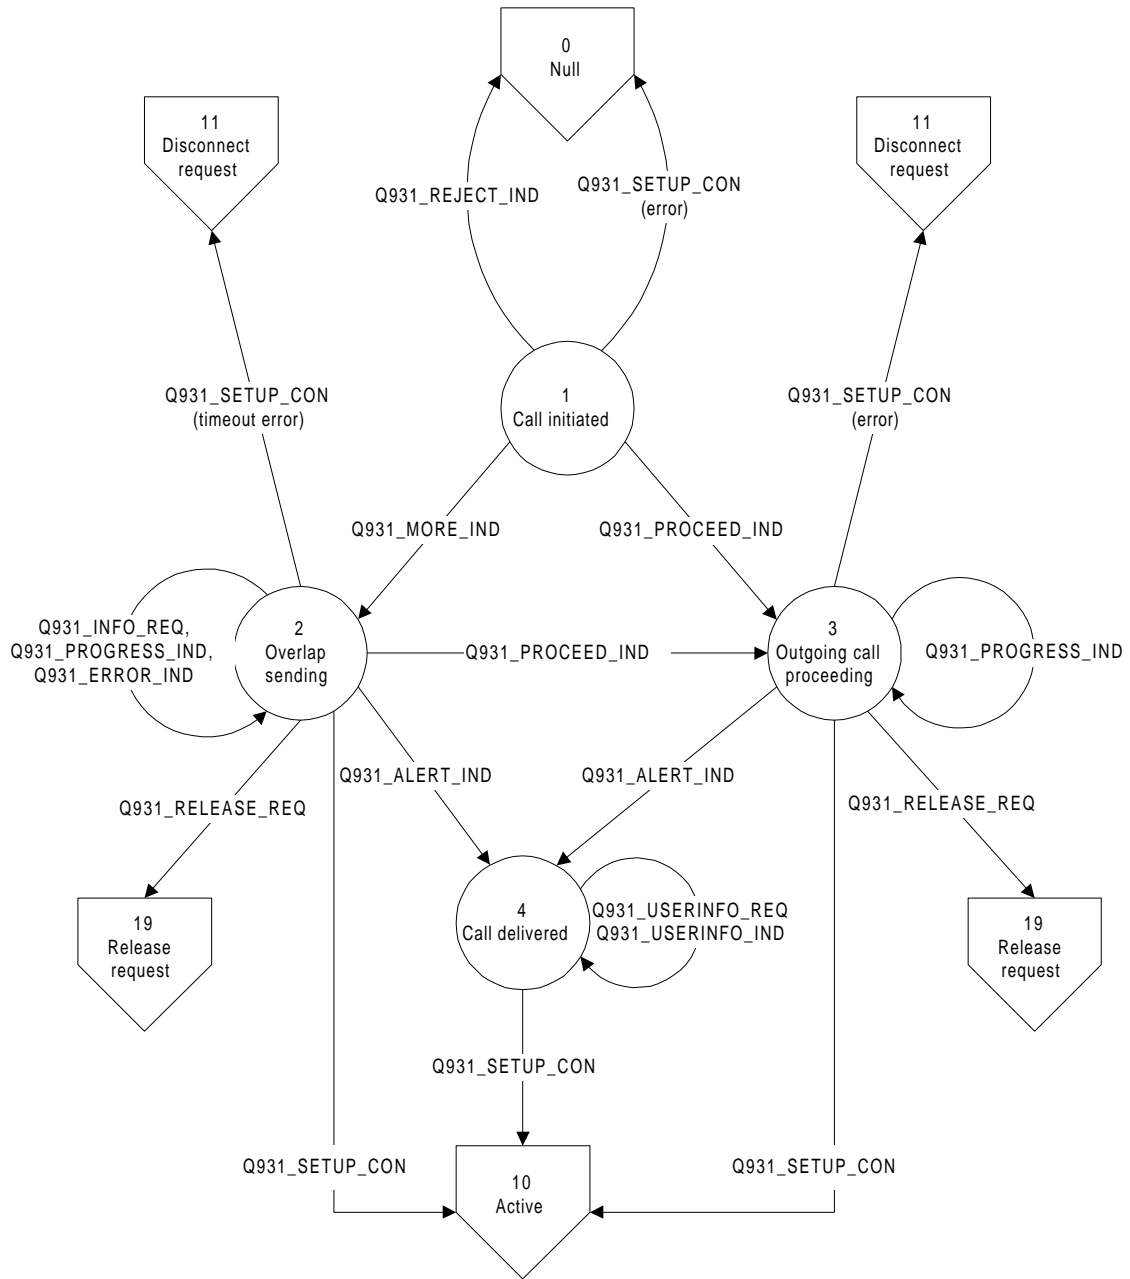 0
Null
11
Disconnect
request
11
Disconnect
request
Q931_REJECT_IND
Q931_SETUP_CON
(error)
1
Call initiated
Q931_SETUP_CON
(timeout error)
Q931_SETUP_CON
(error)
Q931_MORE_IND
Q931_PROCEED_IND
Q931_INFO_REQ,
Q931_PROGRESS_IND,
Q931_ERROR_IND
2
Overlap
sending
Q931_PROCEED_IND
3
Outgoing call
proceeding
Q931_PROGRESS_IND
Q931_ALERT_IND
Q931_ALERT_IND
Q931_RELEASE_REQ
Q931_RELEASE_REQ
19
Release
request
4
Call delivered
Q931_USERINFO_REQ
Q931_USERINFO_IND
19
Release
request
Q931_SETUP_CON
Q931_SETUP_CON
Q931_SETUP_CON
10
Active